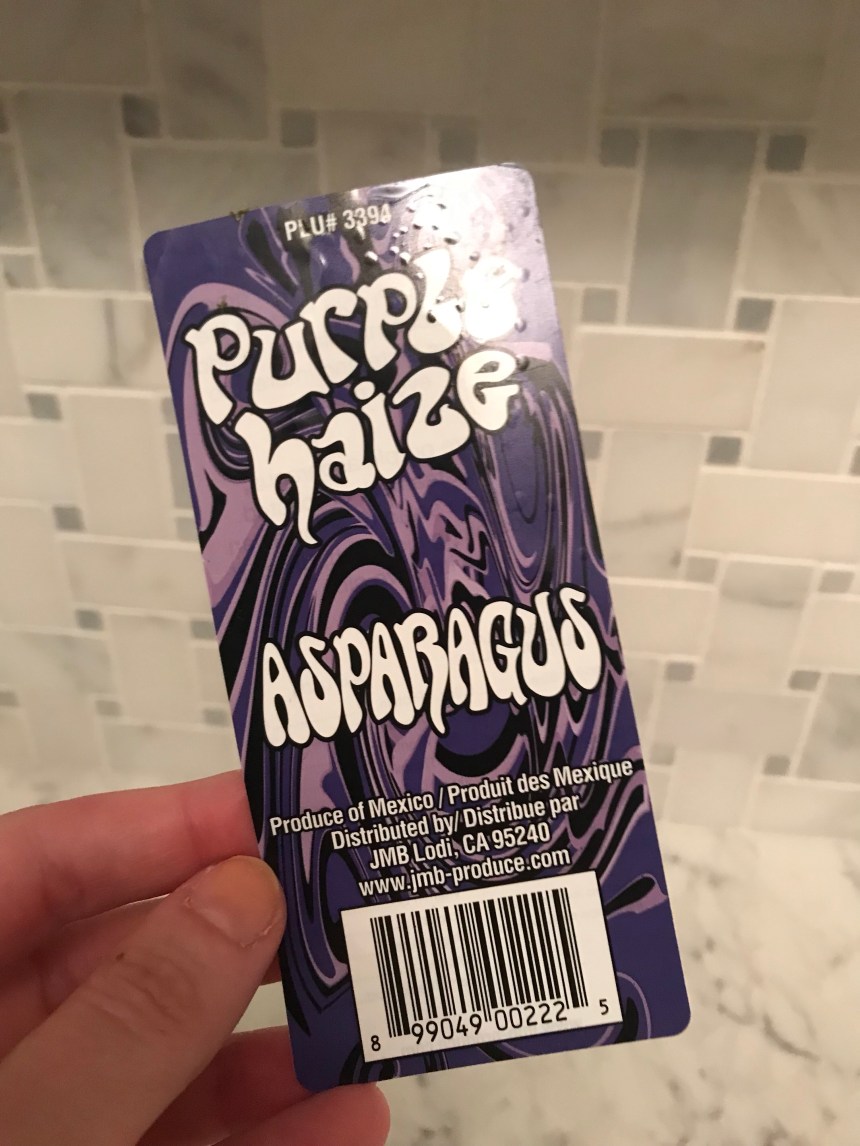 PLU# 3394
Purple
haize
ASPARAGUS
Produce of Mexico / Produit des Mexique
Distributed by/ Distribue par
JMB Lodi, CA 95240
www.jmb-produce.com
8 99049 00222 5